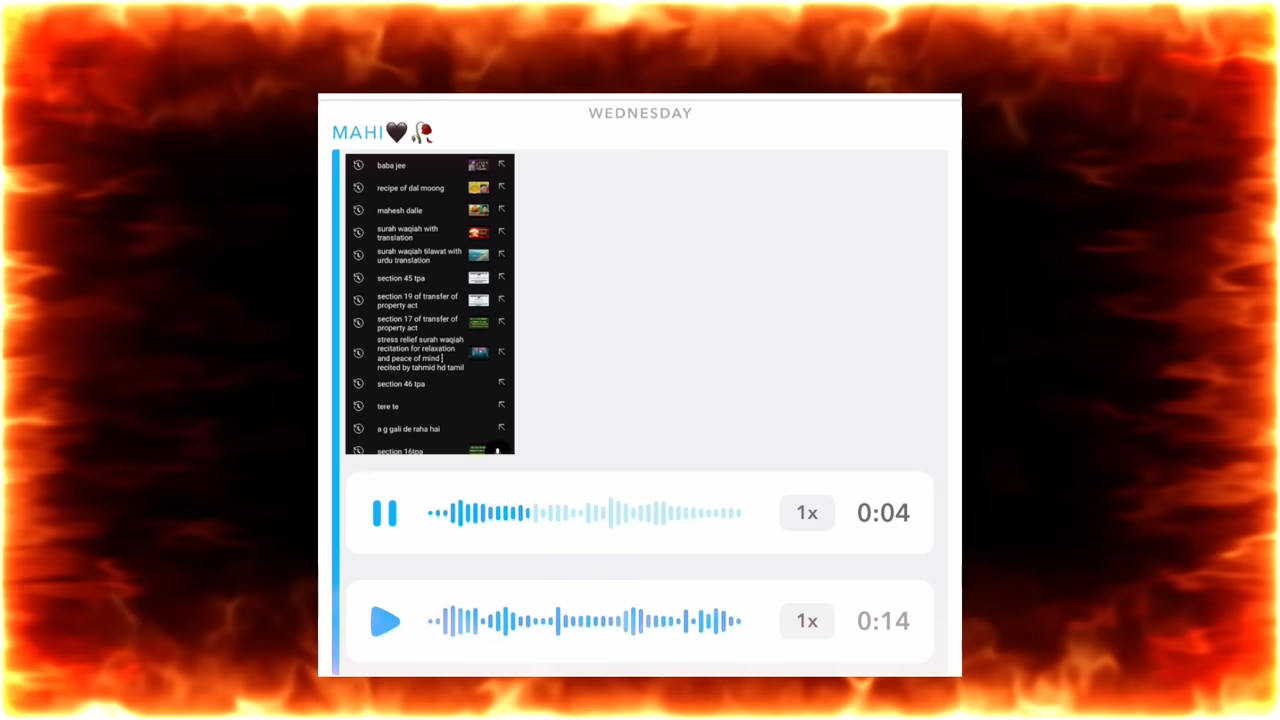 WEDNESDAY
MAHI🖤🥀
baba jee
recipe of dal moong
mahesh dalle
surah waqiah with
translation
surah waqiah tilawat with
urdu translation
section 45 tpa
section 19 of transfer of
property act
section 17 of transfer of
property act
stress relief surah waqiah
recitation for relaxation
and peace of mind |
recited by tahmid hd tamil
section 46 tpa
tere te
a g gali de raha hai
section 16tpa
1x 0:04
1x 0:14